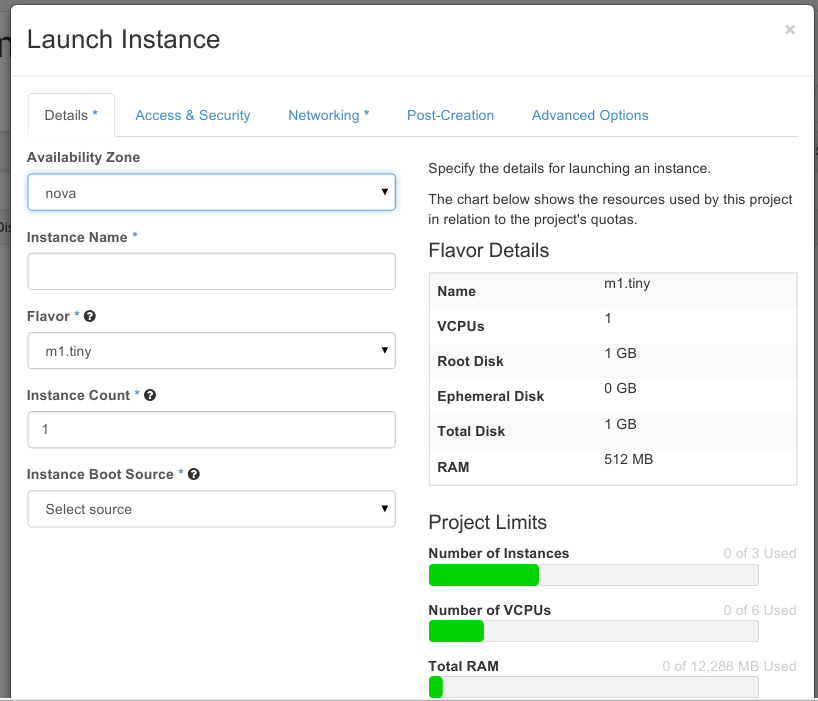 Launch Instance
×
Details *
Access & Security
Networking *
Post-Creation
Advanced Options
Availability Zone
nova
Instance Name *
Flavor * ?
m1.tiny
Instance Count * ?
1
Instance Boot Source * ?
Select source
Specify the details for launching an instance.
The chart below shows the resources used by this project
in relation to the project's quotas.
Flavor Details
Name m1.tiny
VCPUs 1
Root Disk 1 GB
Ephemeral Disk 0 GB
Total Disk 1 GB
RAM 512 MB
Project Limits
Number of Instances 0 of 3 Used
Number of VCPUs 0 of 6 Used
Total RAM 0 of 12,288 MB Used